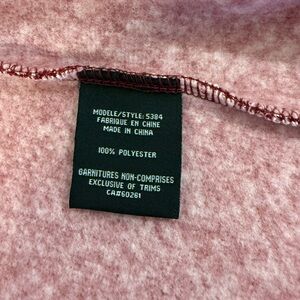 MODELE/STYLE: 5384
FABRIQUE EN CHINE
MADE IN CHINA
100% POLYESTER
GARNITURES NON-COMPRISES
EXCLUSIVE OF TRIMS
CA#60261